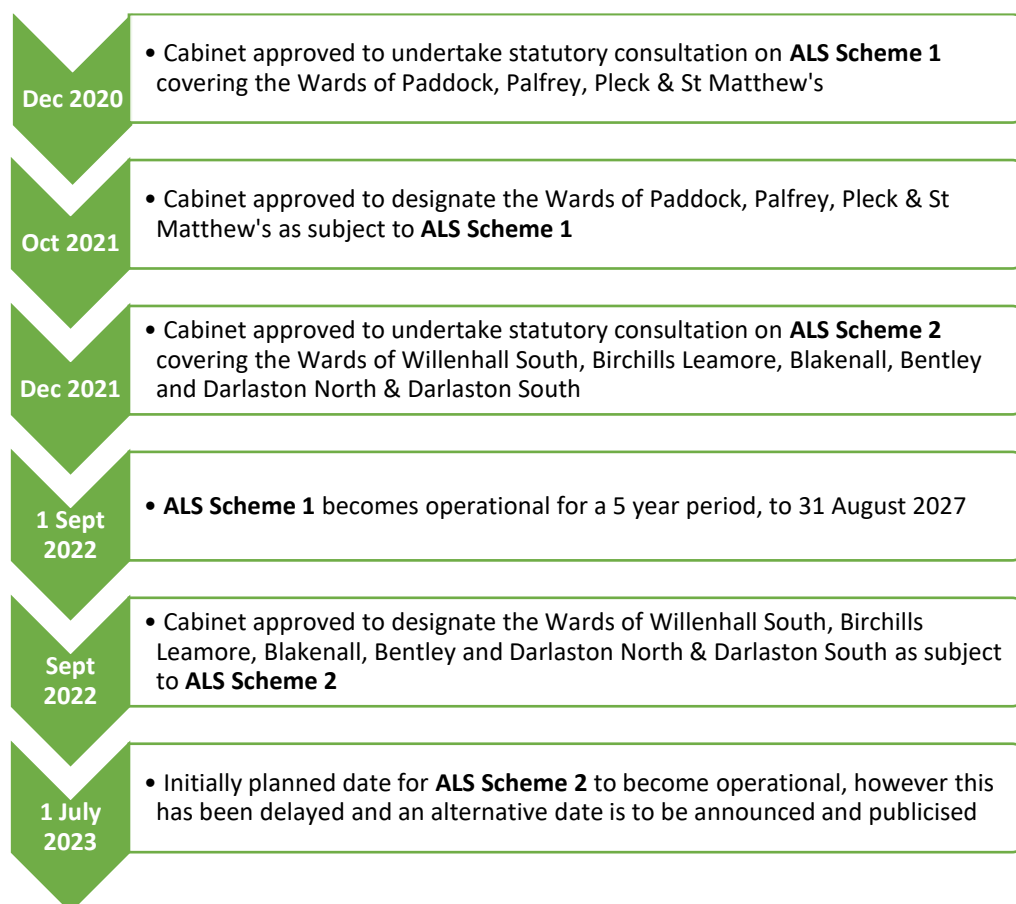 Dec 2020
• Cabinet approved to undertake statutory consultation on ALS Scheme 1
covering the Wards of Paddock, Palfrey, Pleck & St Matthew's
Oct 2021
• Cabinet approved to designate the Wards of Paddock, Palfrey, Pleck & St
Matthew's as subject to ALS Scheme 1
Dec 2021
• Cabinet approved to undertake statutory consultation on ALS Scheme 2
covering the Wards of Willenhall South, Birchills Leamore, Blakenall, Bentley
and Darlaston North & Darlaston South
1 Sept
2022
• ALS Scheme 1 becomes operational for a 5 year period, to 31 August 2027
Sept
2022
• Cabinet approved to designate the Wards of Willenhall South, Birchills
Leamore, Blakenall, Bentley and Darlaston North & Darlaston South as subject
to ALS Scheme 2
1 July
2023
• Initially planned date for ALS Scheme 2 to become operational, however this
has been delayed and an alternative date is to be announced and publicised